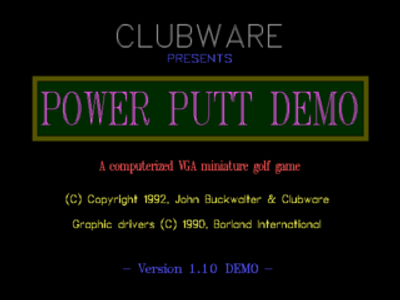 CLUBWARE
PRESENTS
POWER PUTT DEMO
A computerized VGA miniature golf game
(C) Copyright 1992, John Buckwalter & Clubware
Graphic drivers (C) 1990, Borland International
- Version 1.10 DEMO -